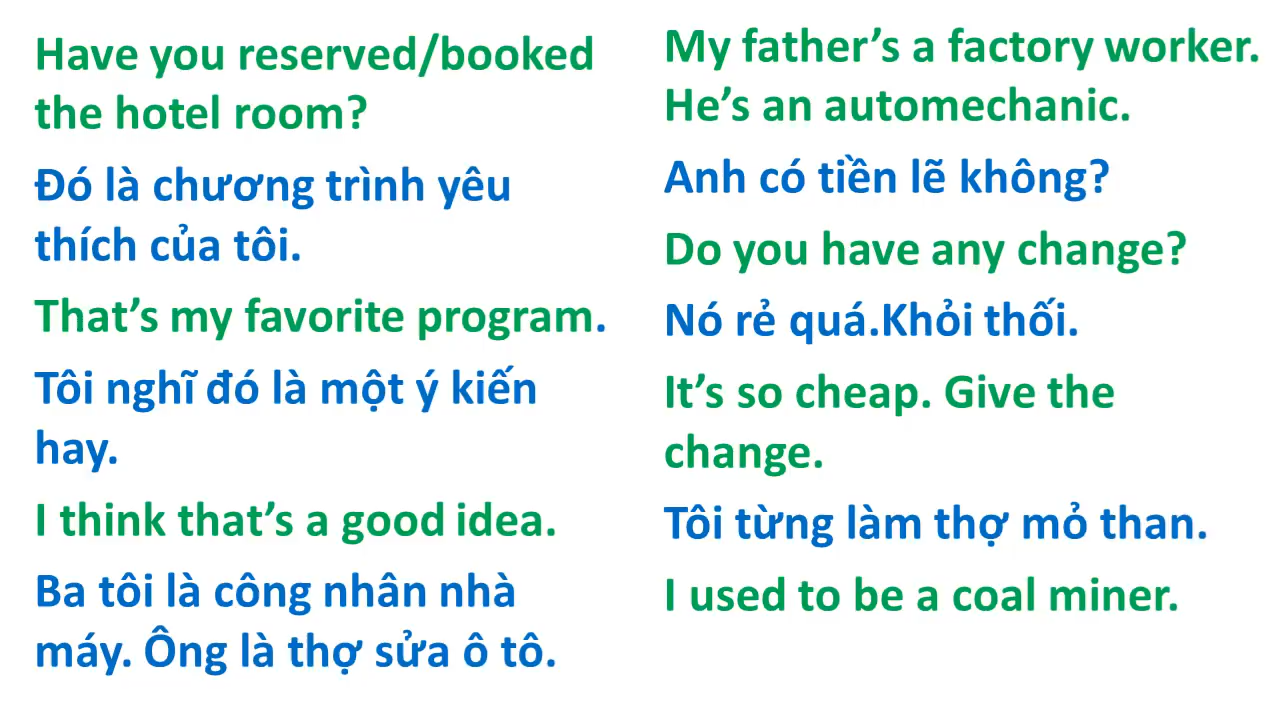 Have you reserved/booked
the hotel room?
Đó là chương trình yêu
thích của tôi.
That's my favorite program.
Tôi nghĩ đó là một ý kiến
hay.
I think that's a good idea.
Ba tôi là công nhân nhà
máy. Ông là thợ sửa ô tô.
My father's a factory worker.
He's an automechanic.
Anh có tiền lẽ không?
Do you have any change?
Nó rẻ quá.Khỏi thối.
It's so cheap. Give the
change.
Tôi từng làm thợ mỏ than.
I used to be a coal miner.